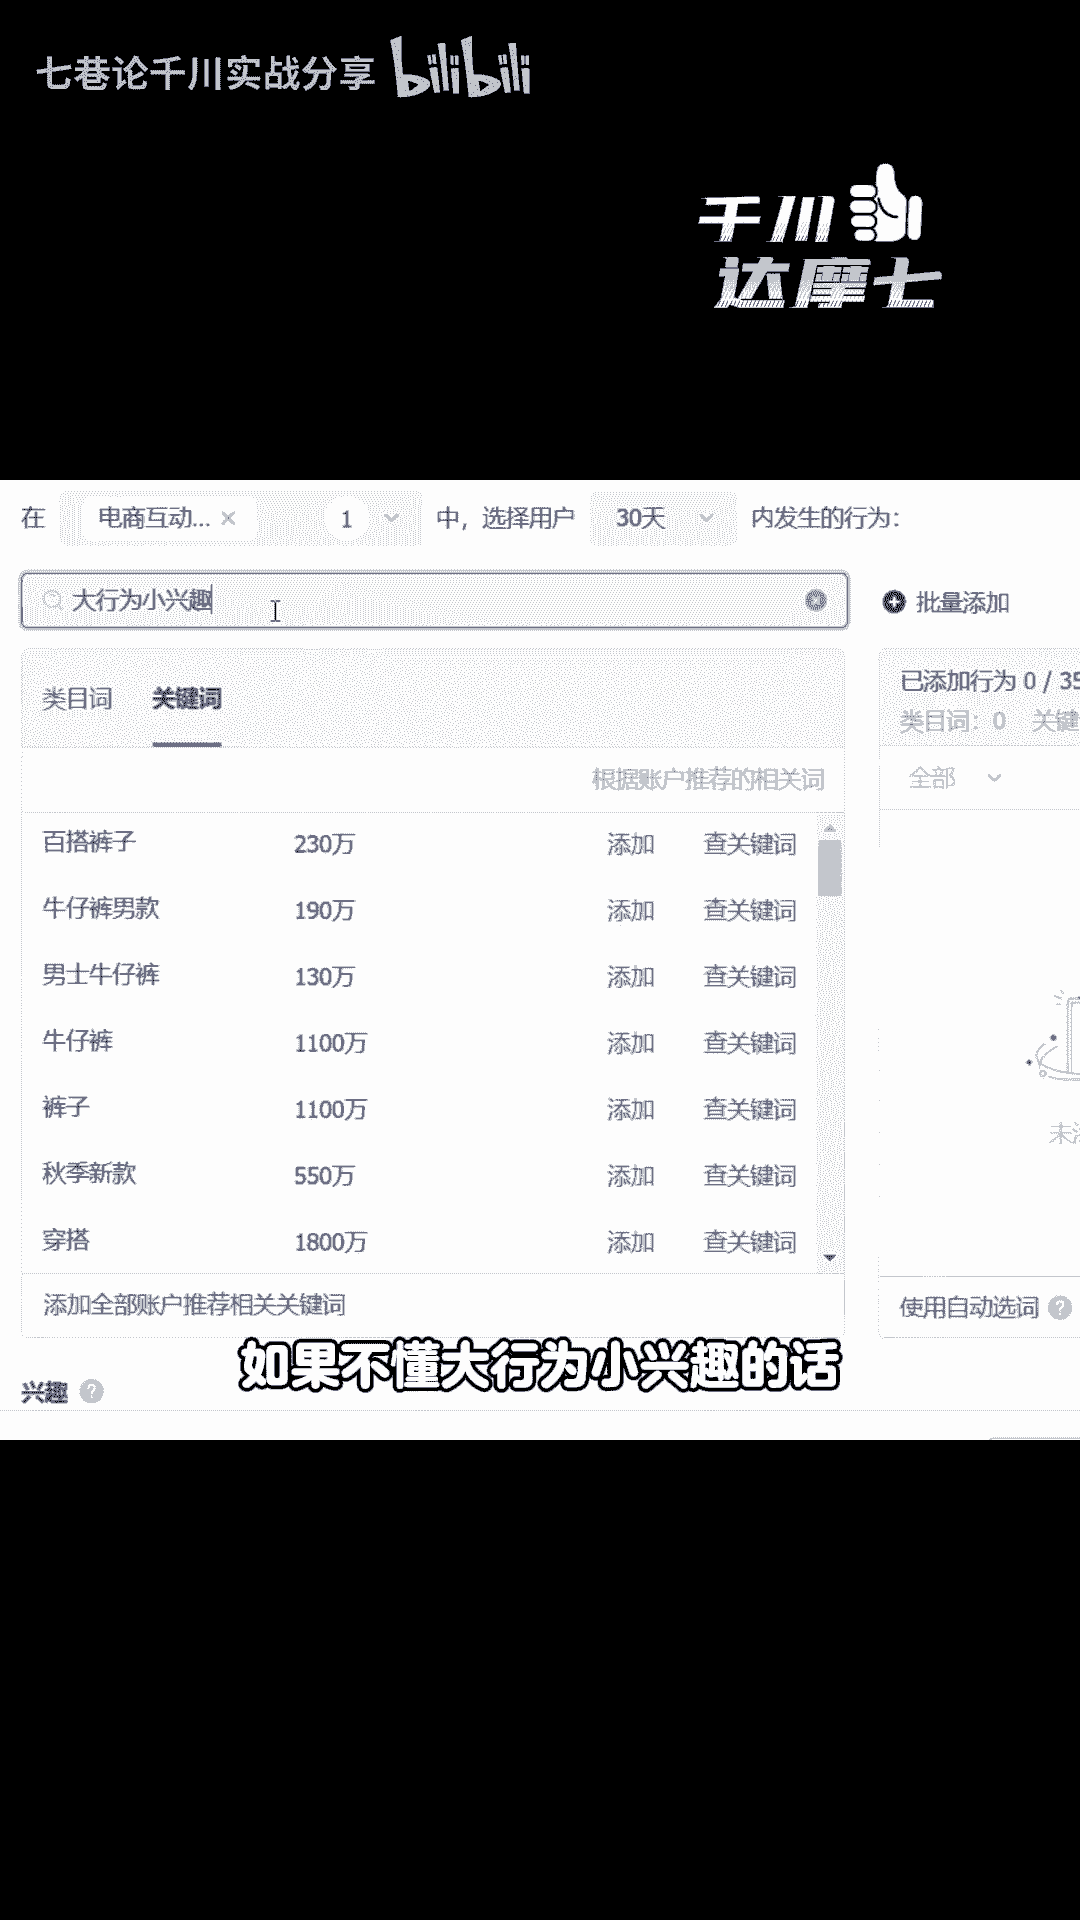 七巷论千川实战分享 bilibili
千川
达摩七
在 电商互动... × 1 中，选择用户 30天 内发生的行为：
大行为小兴趣
批量添加
类目词 关键词
已添加行为 0 / 35
类目词：0 关键
根据账户推荐的相关词
全部
百搭裤子 230万 添加 查关键词
牛仔裤男款 190万 添加 查关键词
男士牛仔裤 130万 添加 查关键词
牛仔裤 1100万 添加 查关键词
裤子 1100万 添加 查关键词
未
秋季新款 550万 添加 查关键词
穿搭 1800万 添加 查关键词
添加全部账户推荐相关关键词
使用自动选词 ?
如果不懂大行为小兴趣的话
兴趣 ?